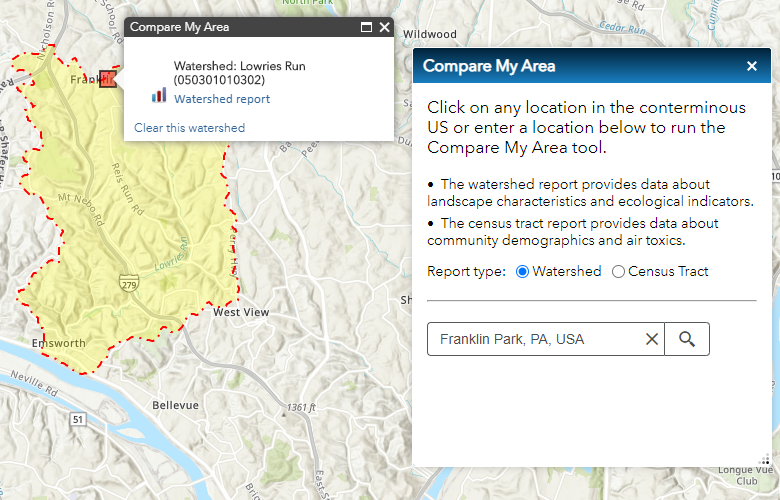 North Park
Nicholson Rd
Wildwood
Compare My Area
Watershed: Lowries Run
(050301010302)
Watershed report
Clear this watershed
Compare My Area
Click on any location in the conterminous
US or enter a location below to run the
Compare My Area tool.
• The watershed report provides data about
landscape characteristics and ecological indicators.
• The census tract report provides data about
community demographics and air toxics.
Report type: Watershed Census Tract
Franklin Park, PA, USA
Mt Nebo Rd
Reis Run Rd
Lowries
279
West View
Emsworth
Neville Rd
Bellevue
51
1361 ft
East-St
Longue Vue
Club